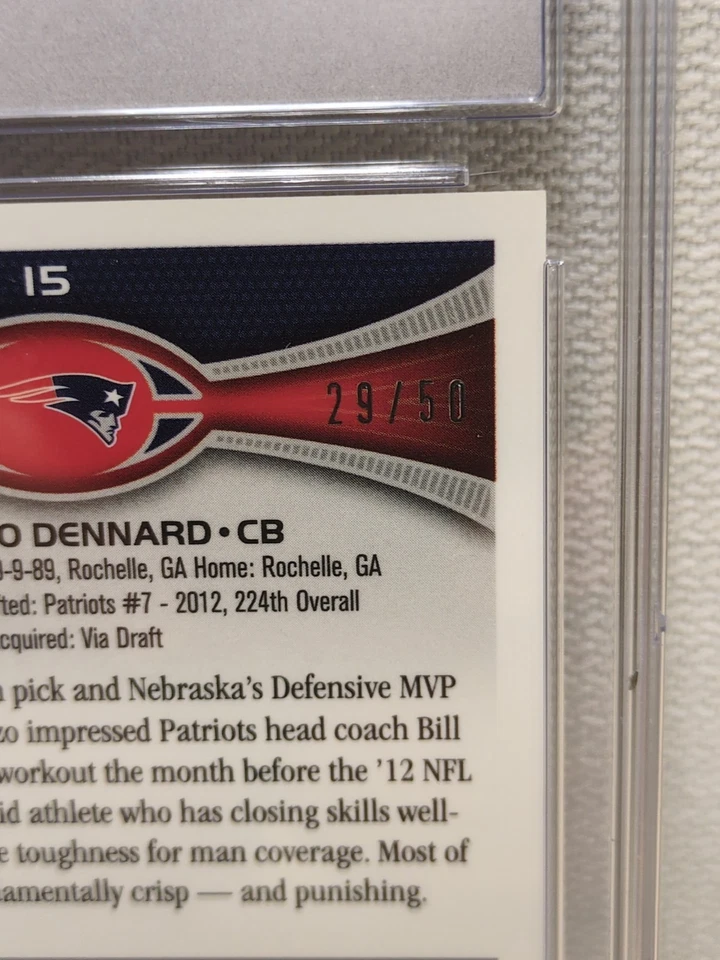 15
29/50
O DENNARD • CB
-9-89, Rochelle, GA Home: Rochelle, GA
fted: Patriots #7 - 2012, 224th Overall
cquired: Via Draft
pick and Nebraska's Defensive MVP
zo impressed Patriots head coach Bill
workout the month before the '12 NFL
id athlete who has closing skills well-
e toughness for man coverage. Most of
amentally crisp — and punishing.